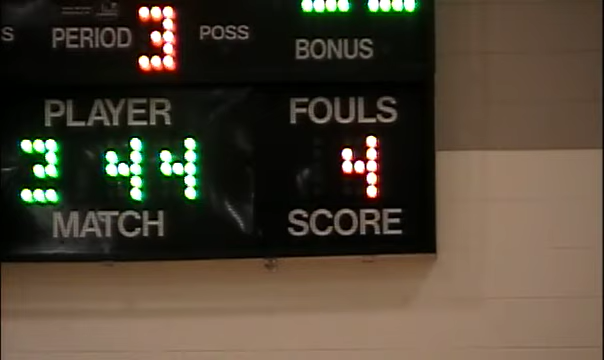 S PERIOD 3 POSS
BONUS
PLAYER FOULS
2 44 4
MATCH SCORE